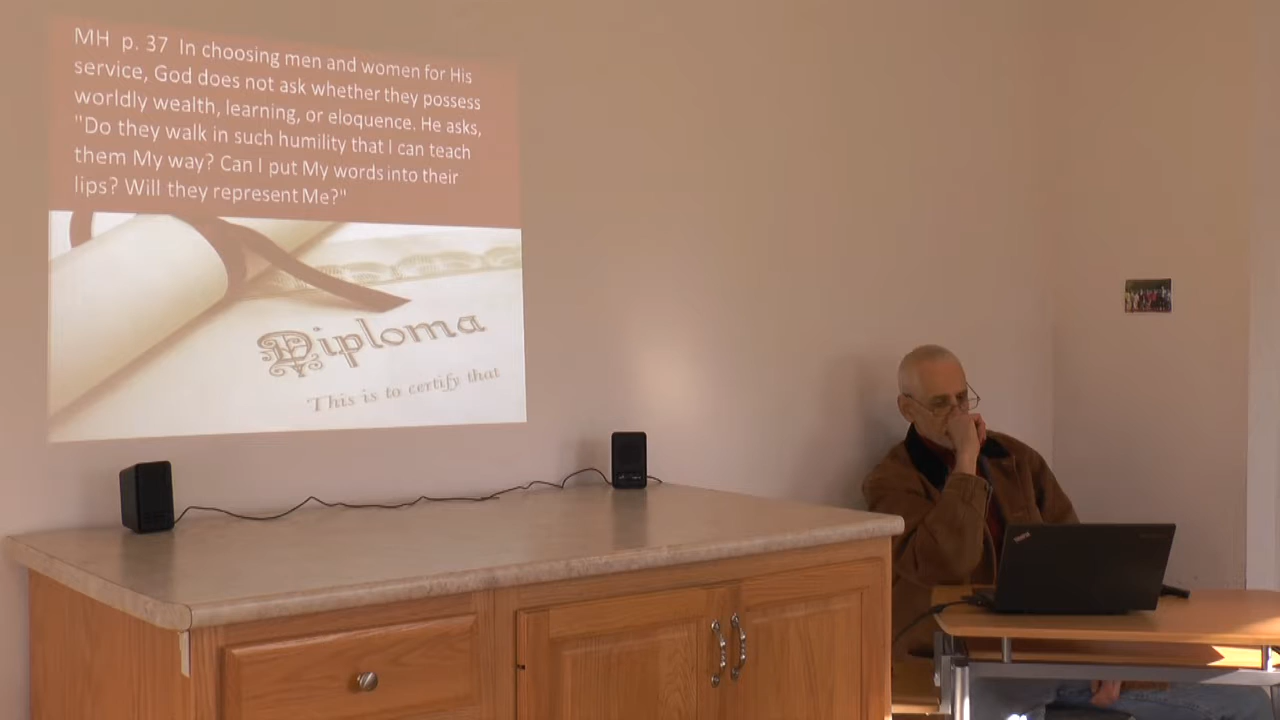 MH p. 37 In choosing men and women for His
service, God does not ask whether they possess
worldly wealth, learning, or eloquence. He asks,
"Do they walk in such humility that I can teach
them My way? Can I put My words into their
lips? Will they represent Me?"
Diploma
This is to certify that
ThinkPad